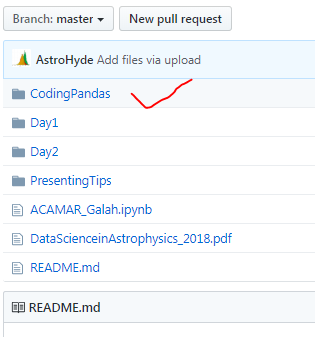 Branch: master New pull request
AstroHyde Add files via upload
CodingPandas
Day1
Day2
PresentingTips
ACAMAR_Galah.ipynb
DataScienceinAstrophysics_2018.pdf
README.md
README.md